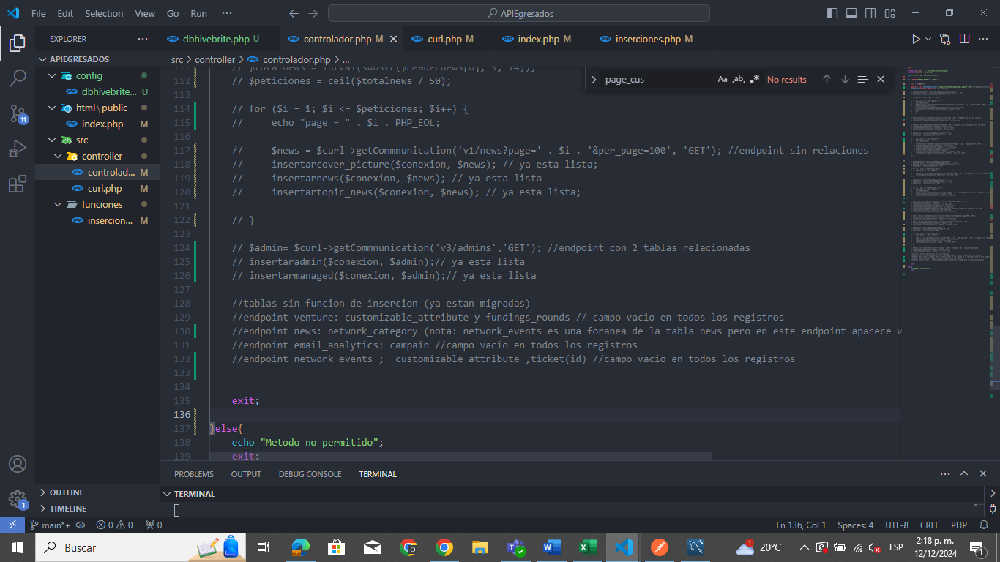 File Edit Selection View Go Run ··· APIEgresados
EXPLORER ···
dbhivebrite.php U controlador.php M curl.php M index.php M inserciones.php M
APIEGRESADOS
config
dbhivebrite... U
html\public
index.php M
src
controller
controlad... M
curl.php M
funciones
insercion... M
OUTLINE
TIMELINE
src > controller > controlador.php > ...
page_cus Aa ab No results
111 // $totalnews = intval(substr($headernews[6], 9, 14));
112 // $peticiones = ceil($totalnews / 50);
113
114 // for ($i = 1; $i <= $peticiones; $i++) {
115 //     echo "page = " . $i . PHP_EOL;
116
117 //     $news = $curl->getCommnunication('v1/news?page=' . $i . '&per_page=100', 'GET'); //endpoint sin relaciones
118 //     insertarcover_picture($conexion, $news); // ya esta lista;
119 //     insertarnews($conexion, $news); // ya esta lista
120 //     insertartopic_news($conexion, $news); // ya esta lista;
121
122 // }
123
124 // $admin= $curl->getCommnunication('v3/admins','GET'); //endpoint con 2 tablas relacionadas
125 // insertaradmin($conexion, $admin);// ya esta lista
126 // insertarmanaged($conexion, $admin);// ya esta lista
127
128 //tablas sin funcion de insercion (ya estan migradas)
129 //endpoint venture: customizable_attribute y fundings_rounds // campo vacio en todos los registros
130 //endpoint news: network_category (nota: network_events es una foranea de la tabla news pero en este endpoint aparece v
131 //endpoint email_analytics: campain //campo vacio en todos los registros
132 //endpoint network_events ;  customizable_attribute ,ticket(id) //campo vacio en todos los registros
133
134
135 exit;
136
137 }else{
138 echo "Metodo no permitido";
139 exit;
PROBLEMS OUTPUT DEBUG CONSOLE TERMINAL
TERMINAL
11
1
main*+ 0 0 0 Ln 136, Col 1 Spaces: 4 UTF-8 CRLF PHP
Buscar 1 20°C ESP 2:18 p. m.
12/12/2024
1